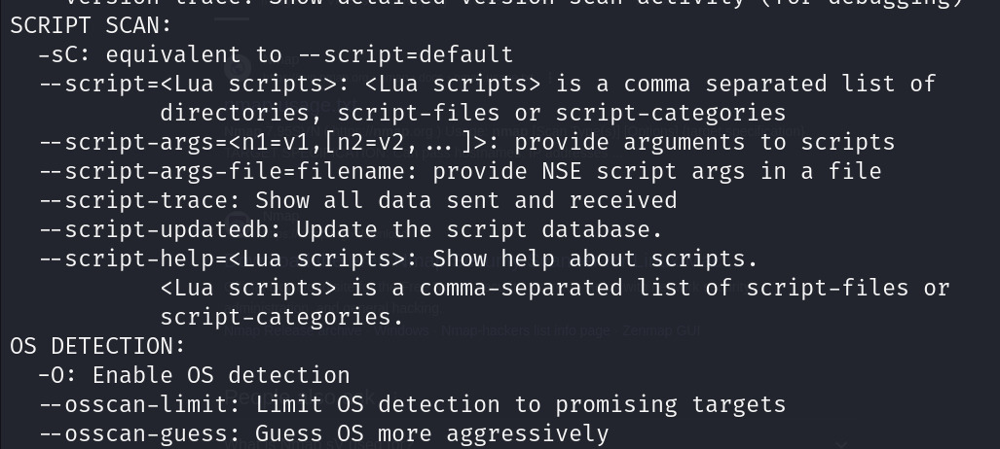 version-trace: Show detailed version scan activity (for debugging)
SCRIPT SCAN:
-sC: equivalent to --script=default
--script=<Lua scripts>: <Lua scripts> is a comma separated list of
directories, script-files or script-categories
--script-args=<n1=v1,[n2=v2,...]>: provide arguments to scripts
--script-args-file=filename: provide NSE script args in a file
--script-trace: Show all data sent and received
--script-updatedb: Update the script database.
--script-help=<Lua scripts>: Show help about scripts.
<Lua scripts> is a comma-separated list of script-files or
script-categories.
OS DETECTION:
-O: Enable OS detection
--osscan-limit: Limit OS detection to promising targets
--osscan-guess: Guess OS more aggressively